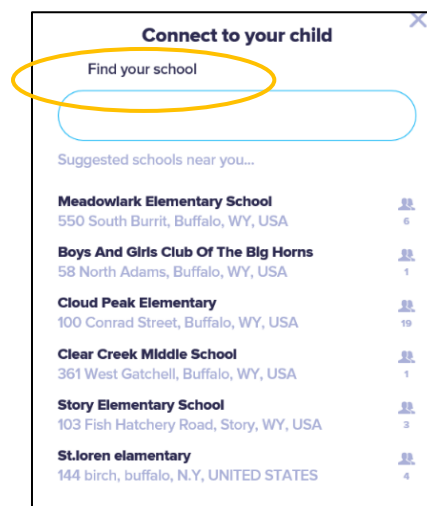 Connect to your child
Find your school
Suggested schools near you...
Meadowlark Elementary School
550 South Burrit, Buffalo, WY, USA
6
Boys And Girls Club Of The Big Horns
58 North Adams, Buffalo, WY, USA
1
Cloud Peak Elementary
100 Conrad Street, Buffalo, WY, USA
19
Clear Creek Middle School
361 West Gatchell, Buffalo, WY, USA
1
Story Elementary School
103 Fish Hatchery Road, Story, WY, USA
3
St.loren elamentary
144 birch, buffalo, N.Y, UNITED STATES
4